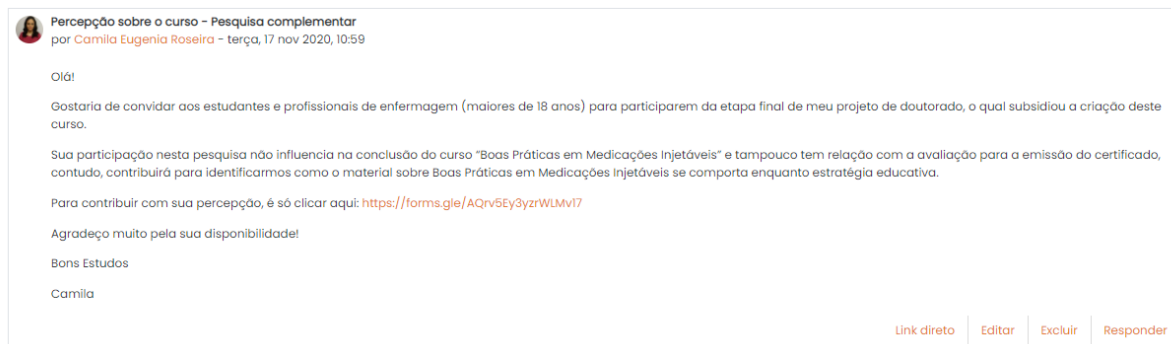 Percepção sobre o curso - Pesquisa complementar
por Camila Eugenia Roseira - terça, 17 nov 2020, 10:59
Olá!
Gostaria de convidar aos estudantes e profissionais de enfermagem (maiores de 18 anos) para participarem da etapa final de meu projeto de doutorado, o qual subsidiou a criação deste
curso.
Sua participação nesta pesquisa não influencia na conclusão do curso “Boas Práticas em Medicações Injetáveis” e tampouco tem relação com a avaliação para a emissão do certificado,
contudo, contribuirá para identificarmos como o material sobre Boas Práticas em Medicações Injetáveis se comporta enquanto estratégia educativa.
Para contribuir com sua percepção, é só clicar aqui: https://forms.gle/AQrv5Ey3yzrWLMv17
Agradeço muito pela sua disponibilidade!
Bons Estudos
Camila
Link direto Editar Excluir Responder